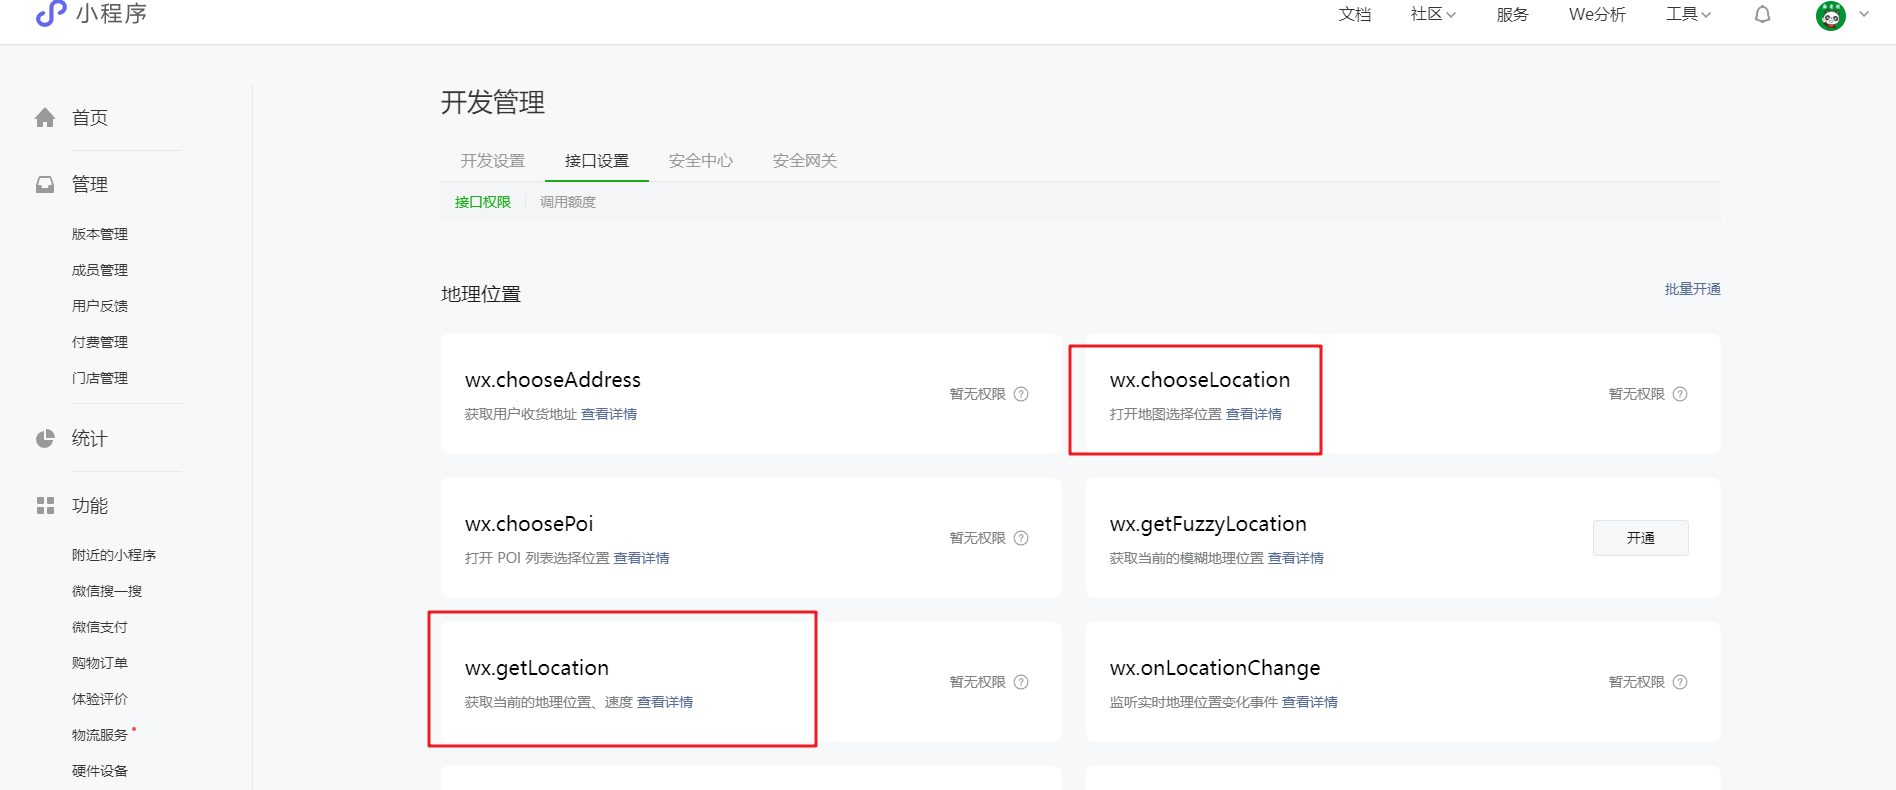 小程序
文档 社区 服务 We分析 工具
首页
管理
版本管理
成员管理
用户反馈
付费管理
门店管理
统计
功能
附近的小程序
微信搜一搜
微信支付
购物订单
体验评价
物流服务
硬件设备
开发管理
开发设置 接口设置 安全中心 安全网关
接口权限 调用额度
地理位置 批量开通
wx.chooseAddress
获取用户收货地址 查看详情
暂无权限 ?
wx.chooseLocation
打开地图选择位置 查看详情
暂无权限 ?
wx.choosePoi
打开 POI 列表选择位置 查看详情
暂无权限 ?
wx.getFuzzyLocation
获取当前的模糊地理位置 查看详情
开通
wx.getLocation
获取当前的地理位置、速度 查看详情
暂无权限 ?
wx.onLocationChange
监听实时地理位置变化事件 查看详情
暂无权限 ?